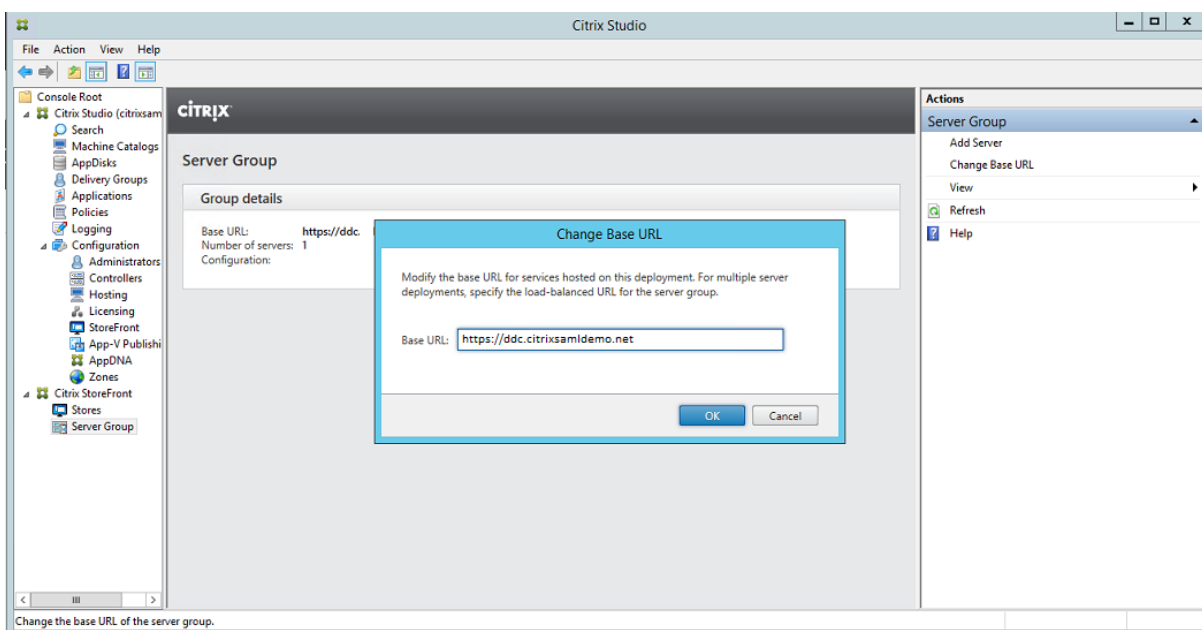 Citrix Studio
File Action View Help
Console Root
Citrix Studio (citrixsam
Search
Machine Catalogs
AppDisks
Delivery Groups
Applications
Policies
Logging
Configuration
Administrators
Controllers
Hosting
Licensing
StoreFront
App-V Publishi
AppDNA
Zones
Citrix StoreFront
Stores
Server Group
CİTRIX
Server Group
Group details
Base URL: https://ddc.
Number of servers: 1
Configuration:
Change Base URL
Modify the base URL for services hosted on this deployment. For multiple server
deployments, specify the load-balanced URL for the server group.
Base URL: https://ddc.citrixsamldemo.net
OK Cancel
Actions
Server Group
Add Server
Change Base URL
View
Refresh
Help
Change the base URL of the server group.